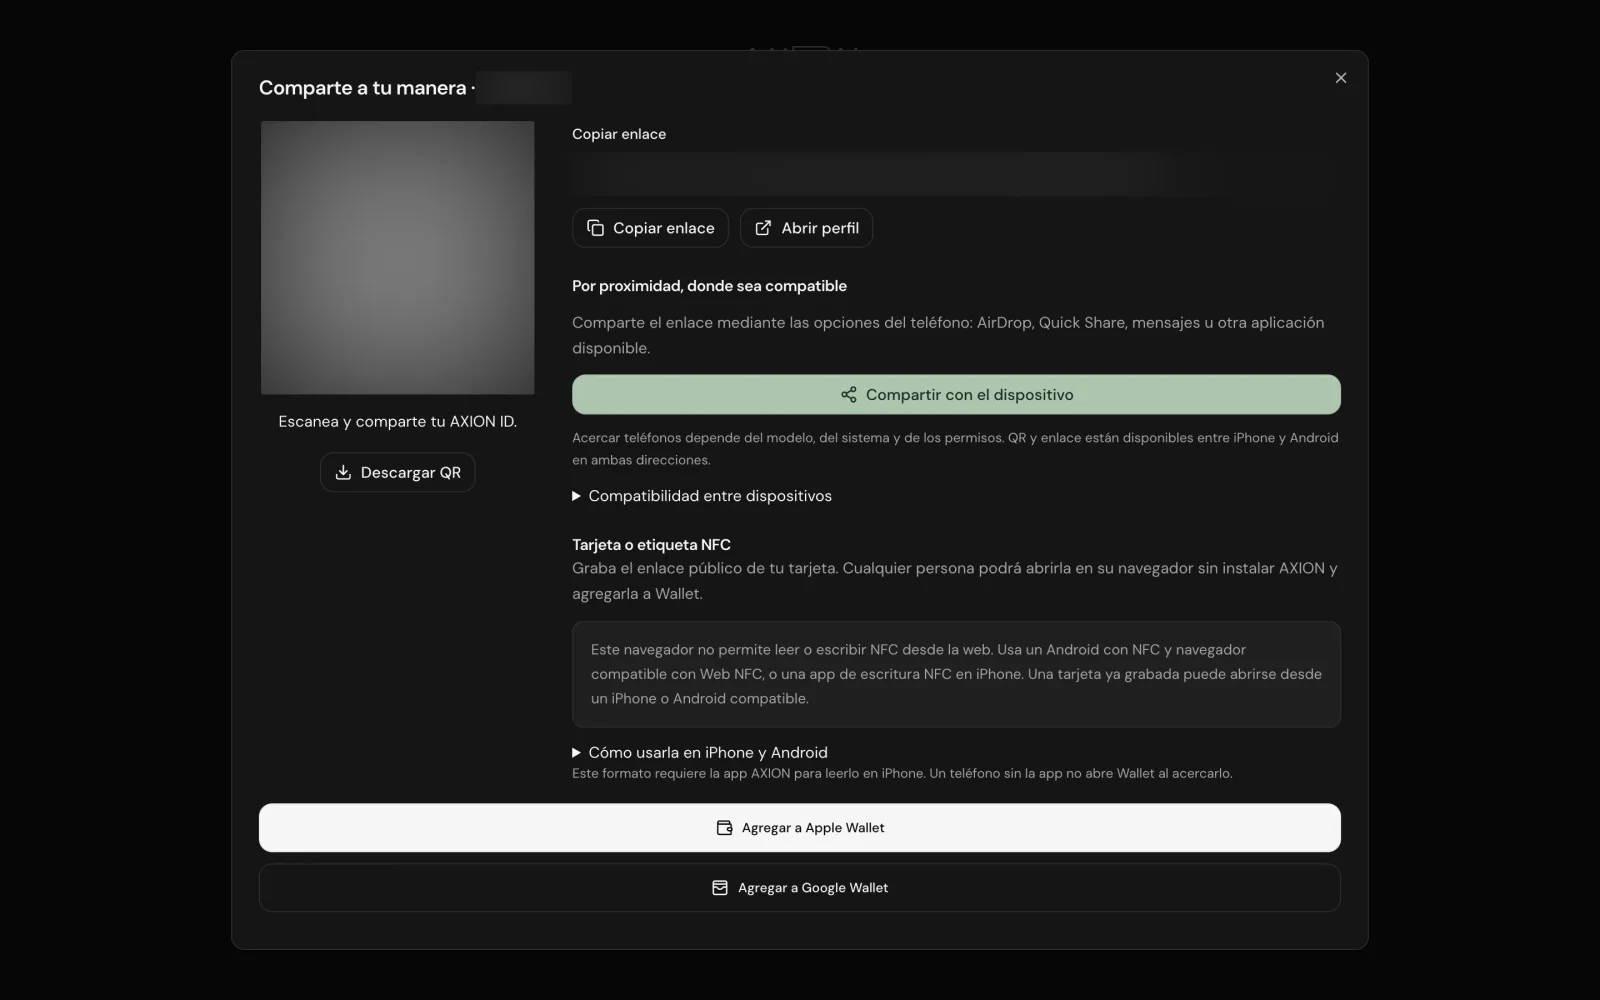 Comparte a tu manera ·
Escanea y comparte tu AXION ID.
Descargar QR
Copiar enlace
Copiar enlace
Abrir perfil
Por proximidad, donde sea compatible
Comparte el enlace mediante las opciones del teléfono: AirDrop, Quick Share, mensajes u otra aplicación
disponible.
Compartir con el dispositivo
Acercar teléfonos depende del modelo, del sistema y de los permisos. QR y enlace están disponibles entre iPhone y Android
en ambas direcciones.
Compatibilidad entre dispositivos
Tarjeta o etiqueta NFC
Graba el enlace público de tu tarjeta. Cualquier persona podrá abrirla en su navegador sin instalar AXION y
agregarla a Wallet.
Este navegador no permite leer o escribir NFC desde la web. Usa un Android con NFC y navegador
compatible con Web NFC, o una app de escritura NFC en iPhone. Una tarjeta ya grabada puede abrirse desde
un iPhone o Android compatible.
Cómo usarla en iPhone y Android
Este formato requiere la app AXION para leerlo en iPhone. Un teléfono sin la app no abre Wallet al acercarlo.
Agregar a Apple Wallet
Agregar a Google Wallet